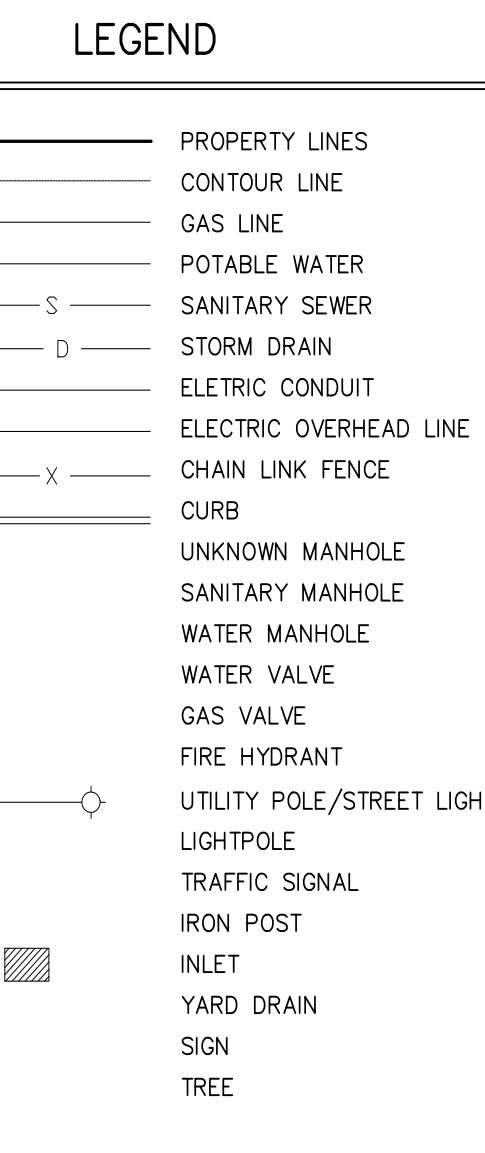 LEGEND
PROPERTY LINES
CONTOUR LINE
GAS LINE
POTABLE WATER
S SANITARY SEWER
D STORM DRAIN
ELETRIC CONDUIT
ELECTRIC OVERHEAD LINE
X CHAIN LINK FENCE
CURB
UNKNOWN MANHOLE
SANITARY MANHOLE
WATER MANHOLE
WATER VALVE
GAS VALVE
FIRE HYDRANT
UTILITY POLE/STREET LIGH
LIGHTPOLE
TRAFFIC SIGNAL
IRON POST
INLET
YARD DRAIN
SIGN
TREE